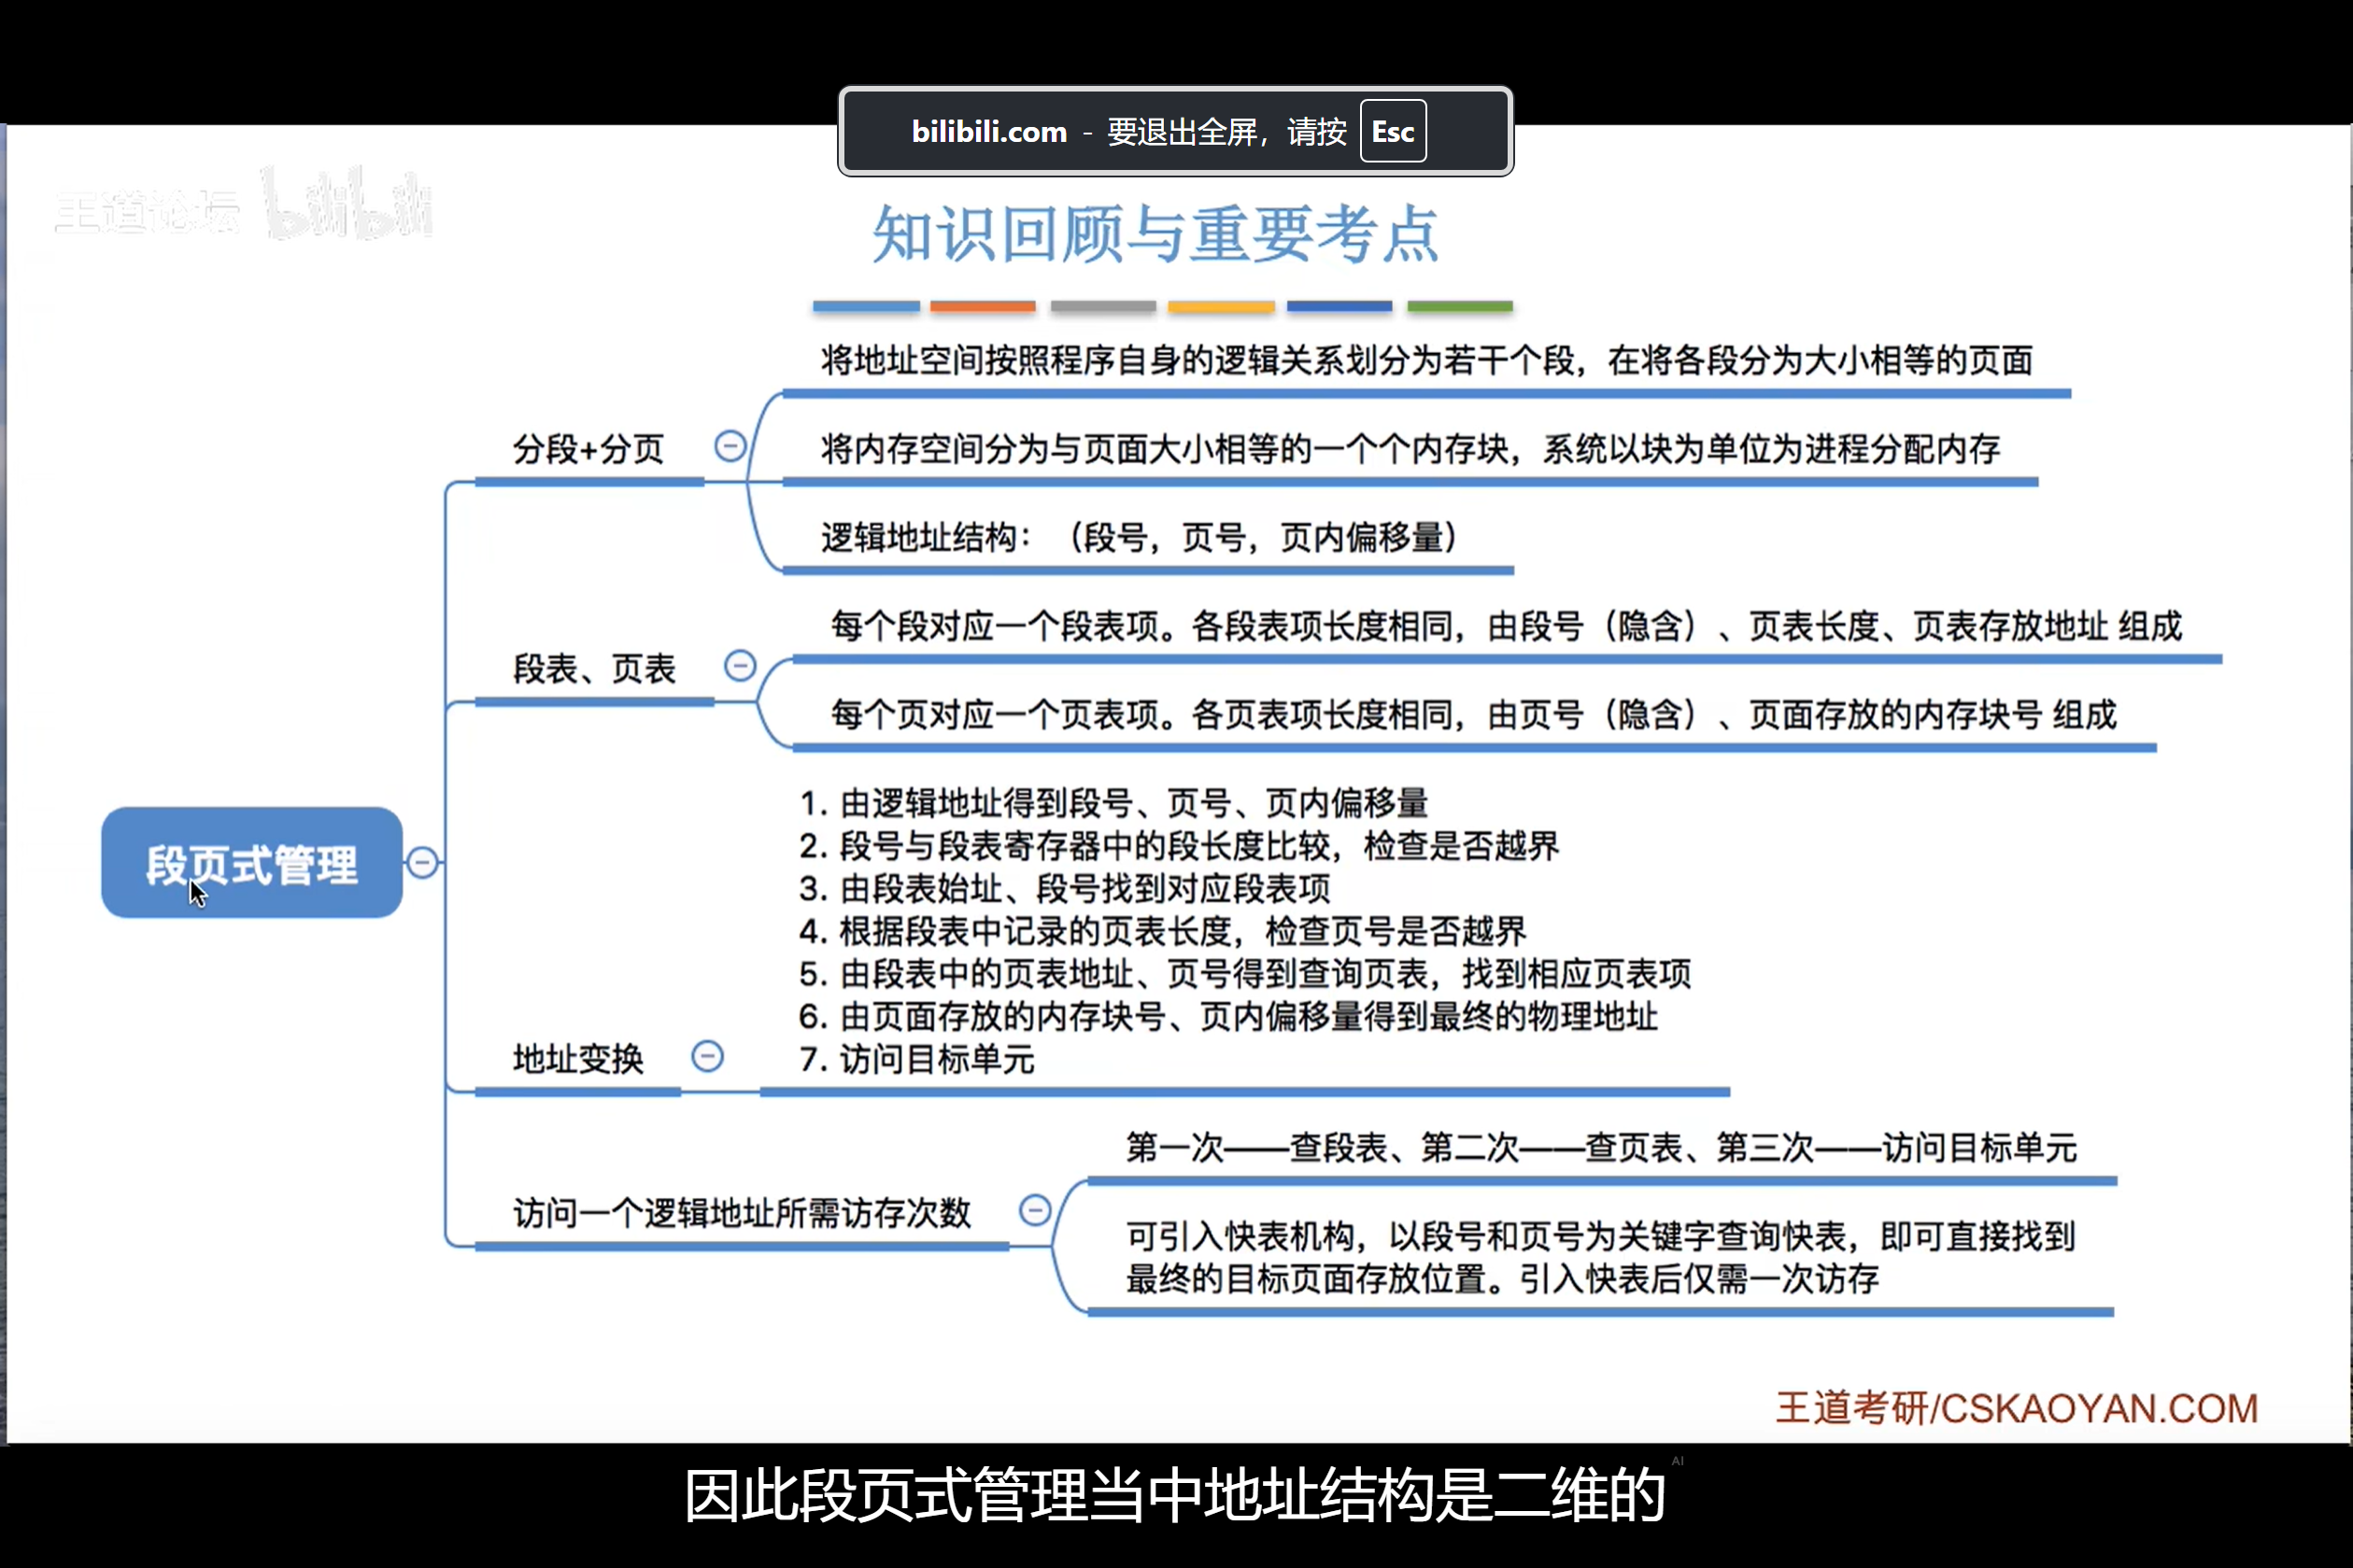 bilibili.com - 要退出全屏，请按 Esc
王道论坛 bilibili
知识回顾与重要考点
将地址空间按照程序自身的逻辑关系划分为若干个段，在将各段分为大小相等的页面
分段+分页
将内存空间分为与页面大小相等的一个个内存块，系统以块为单位为进程分配内存
逻辑地址结构：（段号，页号，页内偏移量）
每个段对应一个段表项。各段表项长度相同，由段号（隐含）、页表长度、页表存放地址 组成
段表、页表
每个页对应一个页表项。各页表项长度相同，由页号（隐含）、页面存放的内存块号 组成
段页式管理
1. 由逻辑地址得到段号、页号、页内偏移量
2. 段号与段表寄存器中的段长度比较，检查是否越界
3. 由段表始址、段号找到对应段表项
4. 根据段表中记录的页表长度，检查页号是否越界
5. 由段表中的页表地址、页号得到查询页表，找到相应页表项
6. 由页面存放的内存块号、页内偏移量得到最终的物理地址
7. 访问目标单元
地址变换
第一次——查段表、第二次——查页表、第三次——访问目标单元
访问一个逻辑地址所需访存次数
可引入快表机构，以段号和页号为关键字查询快表，即可直接找到
最终的目标页面存放位置。引入快表后仅需一次访存
王道考研/CSKAOYAN.COM
因此段页式管理当中地址结构是二维的
AI